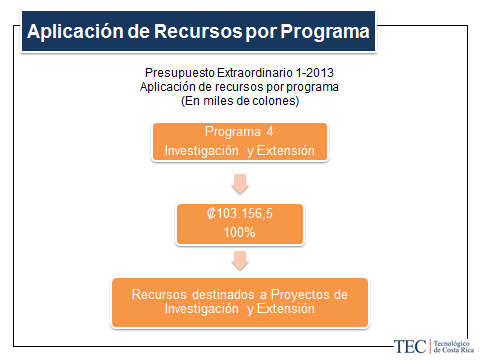 Aplicación de Recursos por Programa
Presupuesto Extraordinario 1-2013
Aplicación de recursos por programa
(En miles de colones)
Programa 4
Investigación y Extensión
₡103.156,5
100%
Recursos destinados a Proyectos de
Investigación y Extensión
TEC | Tecnológico
de Costa Rica